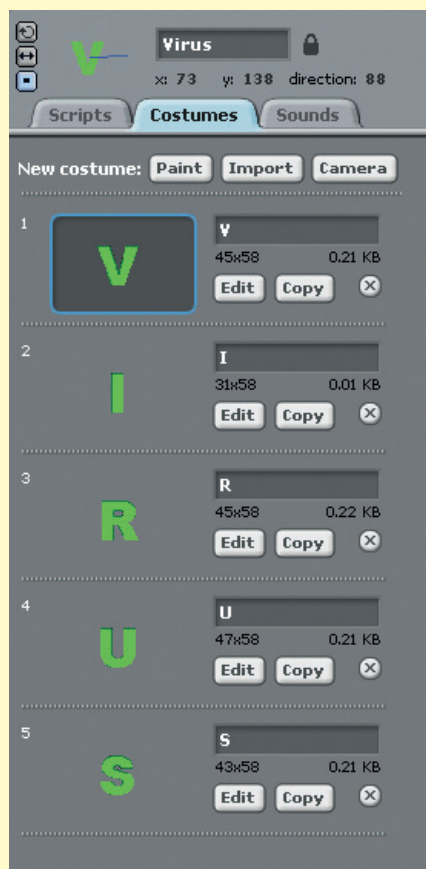 V
Virus
x: 73 y: 138 direction: 88
Scripts Costumes Sounds
New costume: Paint Import Camera
1
V
V
45x58 0.21 KB
Edit Copy
2
I
I
31x58 0.01 KB
Edit Copy
3
R
R
45x58 0.22 KB
Edit Copy
4
U
U
47x58 0.21 KB
Edit Copy
5
S
S
43x58 0.21 KB
Edit Copy